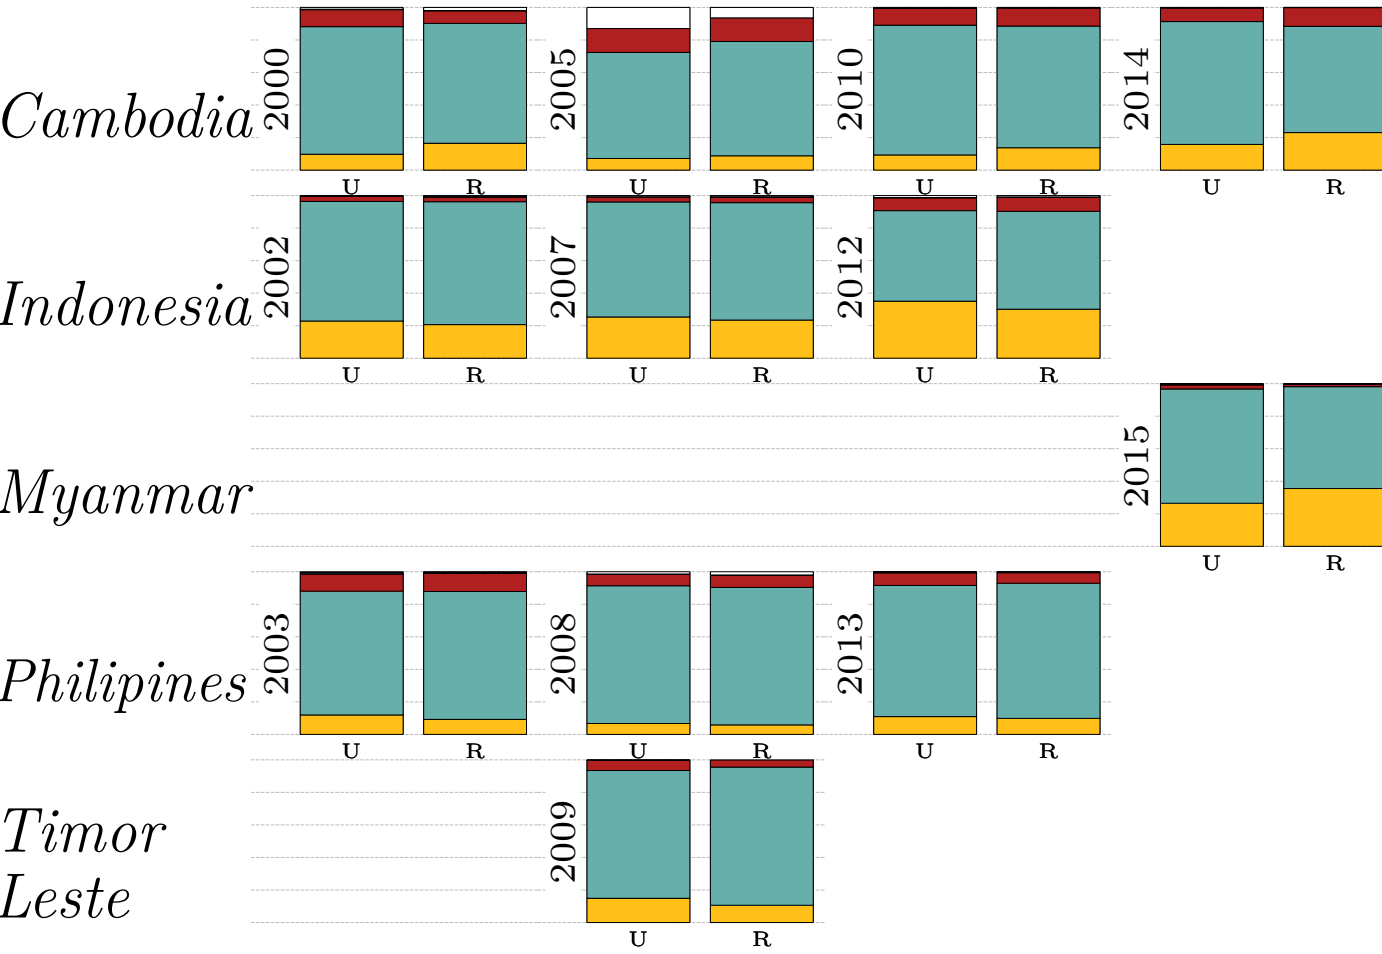 Cambodia 2000 2005 2010 2014
U R U R U R U R
Indonesia 2002 2007 2012
U R U R U R
Myanmar 2015
U R
Philipines 2003 2008 2013
U R U R U R
Timor
Leste 2009
U R